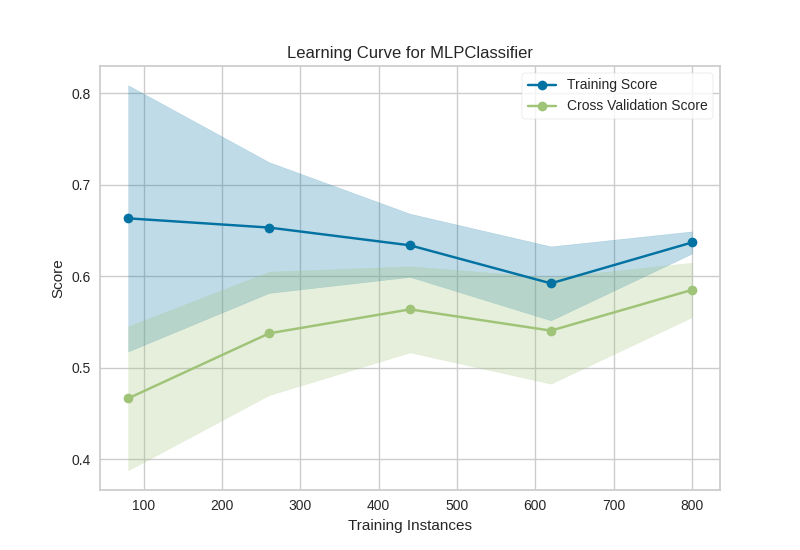 Learning Curve for MLPClassifier
Training Score
Cross Validation Score
0.8
0.7
0.6
0.5
0.4
Score
100 200 300 400 500 600 700 800
Training Instances